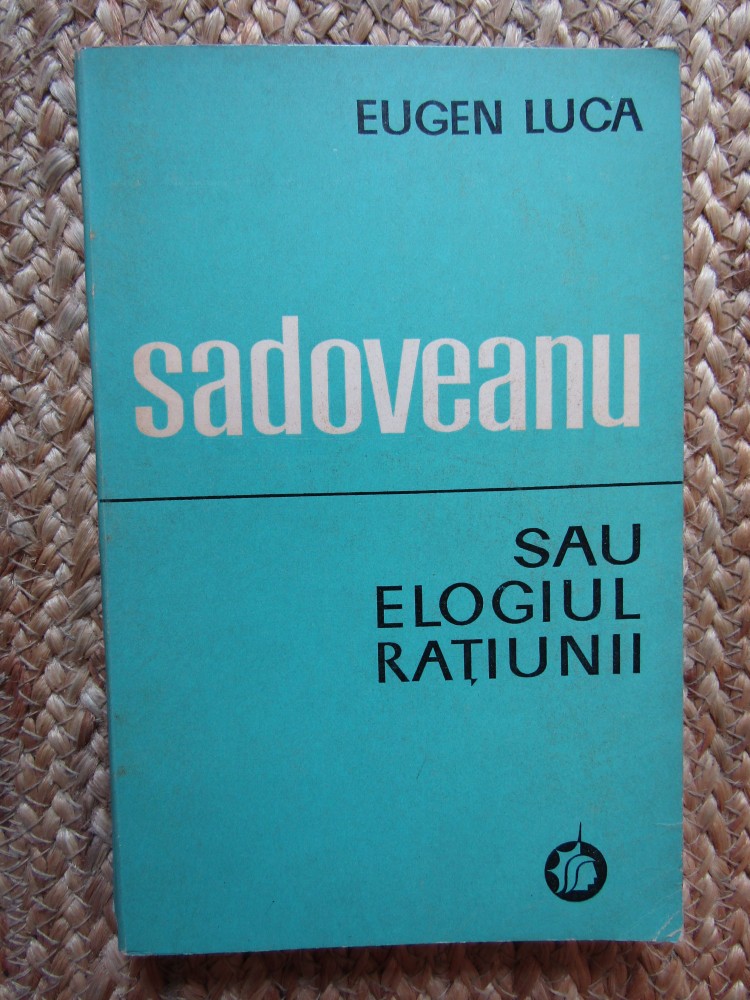 EUGEN LUCA
sadoveanu
SAU
ELOGIUL
RAȚIUNII